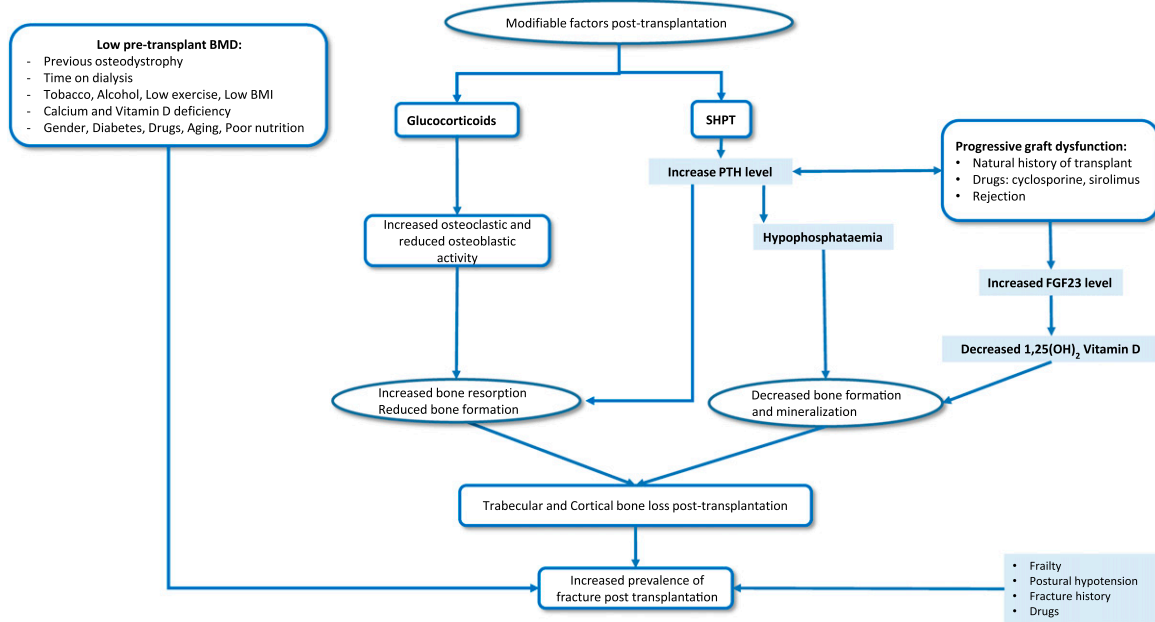 Modifiable factors post-transplantation
Low pre-transplant BMD:
- Previous osteodystrophy
- Time on dialysis
- Tobacco, Alcohol, Low exercise, Low BMI
- Calcium and Vitamin D deficiency
- Gender, Diabetes, Drugs, Aging, Poor nutrition
Glucocorticoids
SHPT
Increase PTH level
Progressive graft dysfunction:
• Natural history of transplant
• Drugs: cyclosporine, sirolimus
• Rejection
Increased osteoclastic and
reduced osteoblastic
activity
Hypophosphataemia
Increased FGF23 level
Decreased 1,25(OH)₂ Vitamin D
Increased bone resorption
Reduced bone formation
Decreased bone formation
and mineralization
Trabecular and Cortical bone loss post-transplantation
Increased prevalence of
fracture post transplantation
• Frailty
• Postural hypotension
• Fracture history
• Drugs